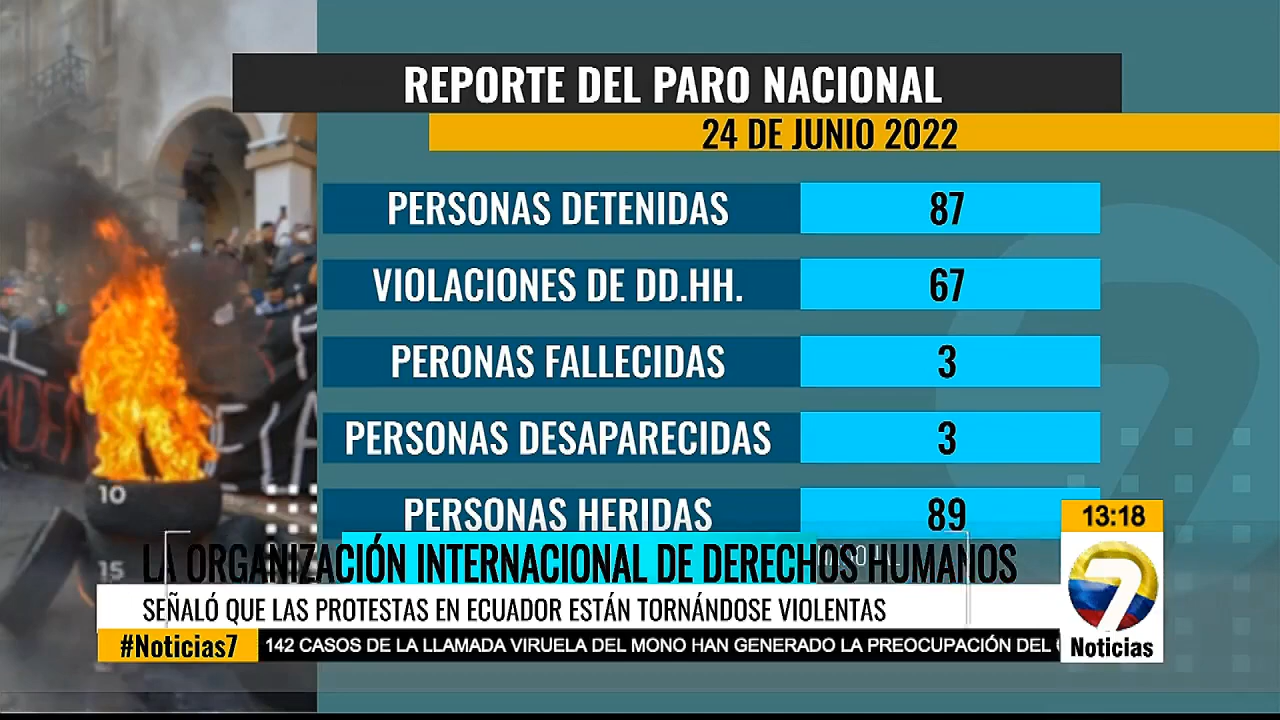 REPORTE DEL PARO NACIONAL
24 DE JUNIO 2022
PERSONAS DETENIDAS 87
VIOLACIONES DE DD.HH. 67
PERONAS FALLECIDAS 3
PERSONAS DESAPARECIDAS 3
PERSONAS HERIDAS 89
10
15
13:18
LA ORGANIZACIÓN INTERNACIONAL DE DERECHOS HUMANOS
SEÑALÓ QUE LAS PROTESTAS EN ECUADOR ESTÁN TORNÁNDOSE VIOLENTAS
7
Noticias
#Noticias7
142 CASOS DE LA LLAMADA VIRUELA DEL MONO HAN GENERADO LA PREOCUPACIÓN DEL